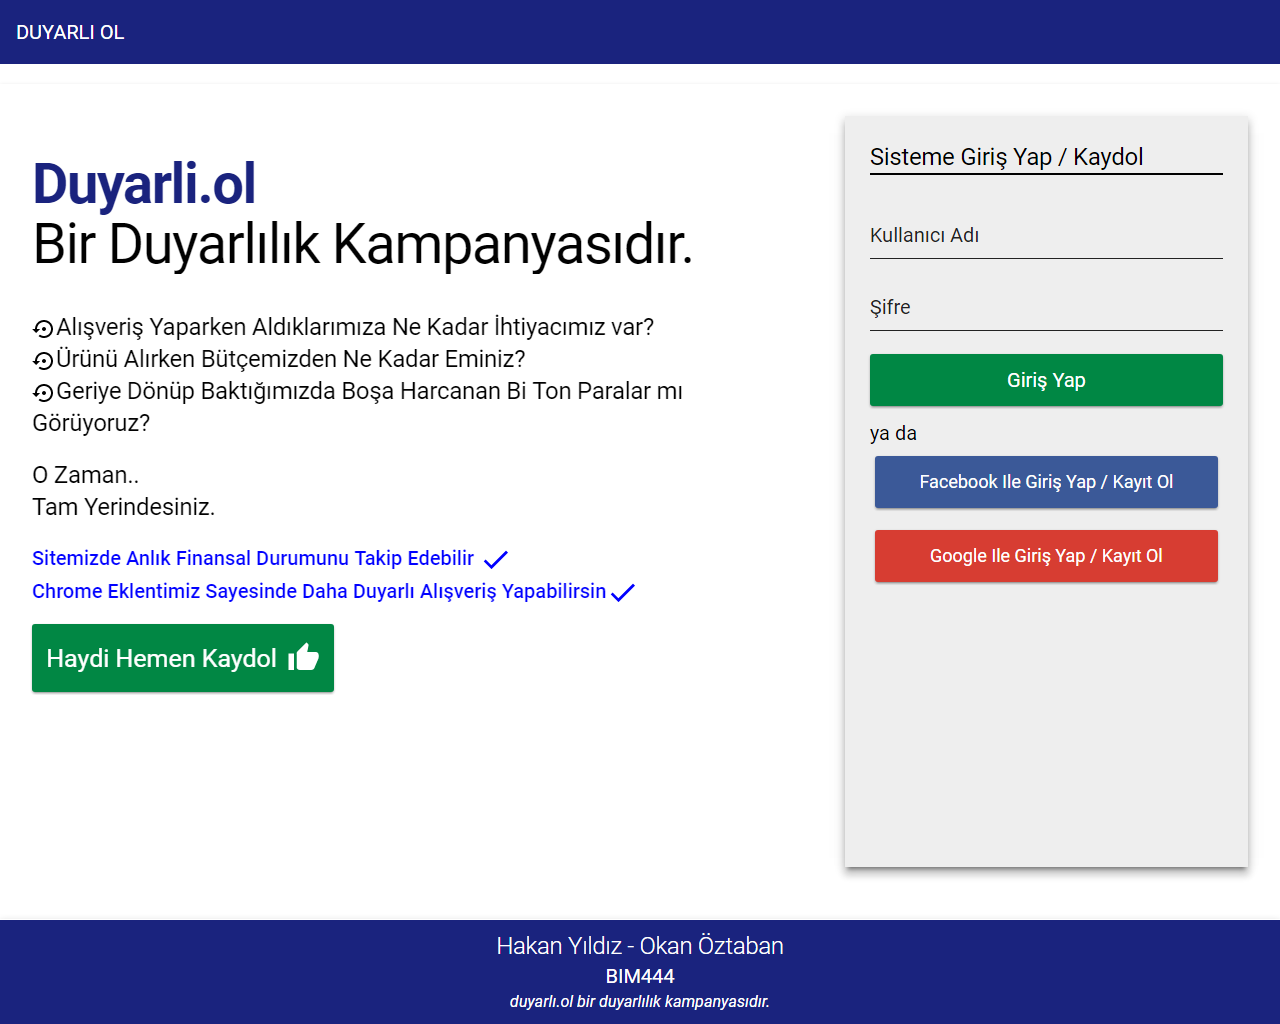 DUYARLI OL
Duyarli.ol
Bir Duyarlılık Kampanyasıdır.
Alışveriş Yaparken Aldıklarımıza Ne Kadar İhtiyacımız var?
Ürünü Alırken Bütçemizden Ne Kadar Eminiz?
Geriye Dönüp Baktığımızda Boşa Harcanan Bi Ton Paralar mı
Görüyoruz?
O Zaman..
Tam Yerindesiniz.
Sitemizde Anlık Finansal Durumunu Takip Edebilir
Chrome Eklentimiz Sayesinde Daha Duyarlı Alışveriş Yapabilirsin
Haydi Hemen Kaydol
Sisteme Giriş Yap / Kaydol
Kullanıcı Adı
Şifre
Giriş Yap
ya da
Facebook Ile Giriş Yap / Kayıt Ol
Google Ile Giriş Yap / Kayıt Ol
Hakan Yıldız - Okan Öztaban
BIM444
duyarlı.ol bir duyarlılık kampanyasıdır.